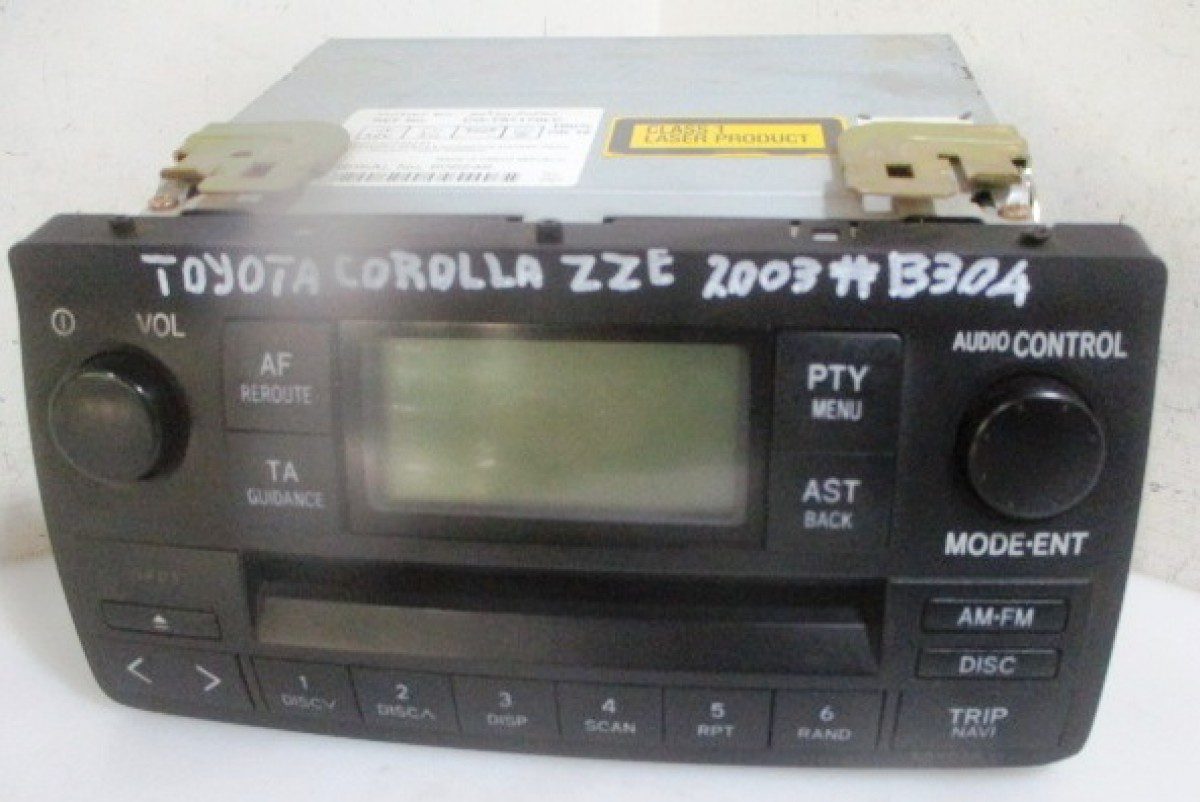 CLASS 1
LASER PRODUCT
TOYOTA COROLLA ZZE 2003 #B304
VOL
AUDIO CONTROL
AF
REROUTE
PTY
MENU
TA
GUIDANCE
AST
BACK
MODE·ENT
AM·FM
DISC
< >
1
DISC∨
2
DISC∧
3
DISP
4
SCAN
5
RPT
6
RAND
TRIP
NAVI